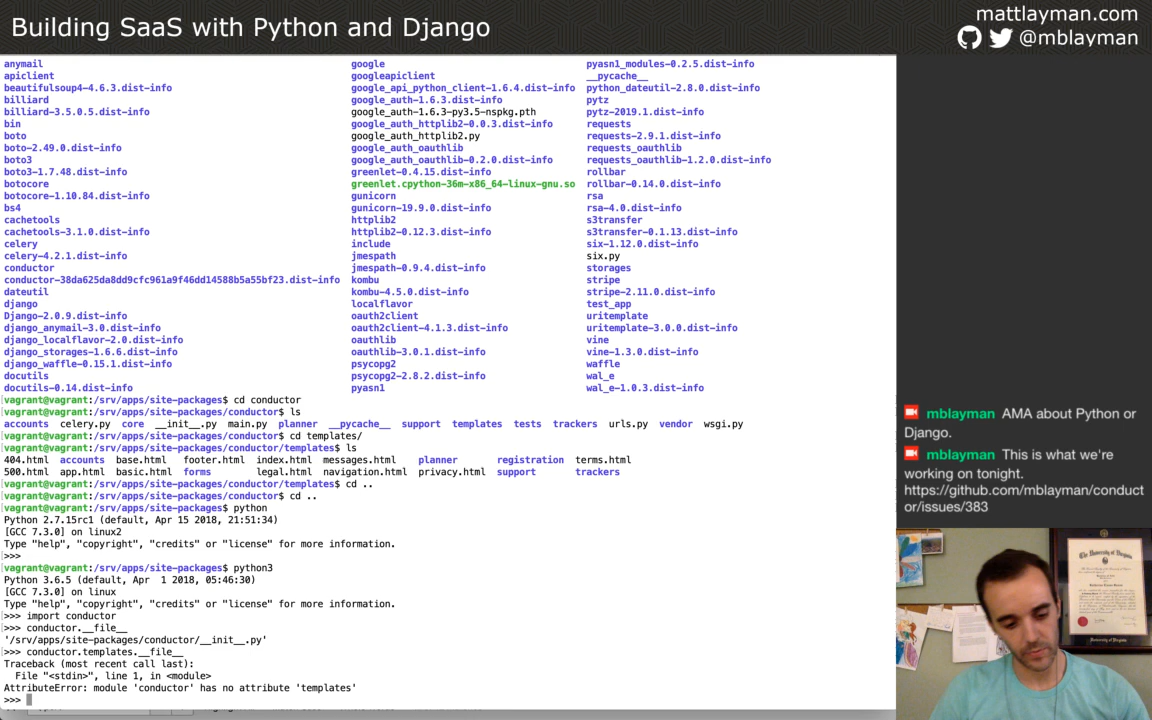 Building SaaS with Python and Django
mattlayman.com
@mblayman
anymail google pyasn1_modules-0.2.5.dist-info
apiclient googleapiclient __pycache__
beautifulsoup4-4.6.3.dist-info google_api_python_client-1.6.4.dist-info python_dateutil-2.8.0.dist-info
billiard google_auth-1.6.3.dist-info pytz
billiard-3.5.0.5.dist-info google_auth-1.6.3-py3.5-nspkg.pth pytz-2019.1.dist-info
bin google_auth_httplib2-0.0.3.dist-info requests
boto google_auth_httplib2.py requests-2.9.1.dist-info
boto-2.49.0.dist-info google_auth_oauthlib requests_oauthlib
boto3 google_auth_oauthlib-0.2.0.dist-info requests_oauthlib-1.2.0.dist-info
boto3-1.7.48.dist-info greenlet-0.4.15.dist-info rollbar
botocore greenlet.cpython-36m-x86_64-linux-gnu.so rollbar-0.14.0.dist-info
botocore-1.10.84.dist-info gunicorn rsa
bs4 gunicorn-19.9.0.dist-info rsa-4.0.dist-info
cachetools httplib2 s3transfer
cachetools-3.1.0.dist-info httplib2-0.12.3.dist-info s3transfer-0.1.13.dist-info
celery include six-1.12.0.dist-info
celery-4.2.1.dist-info jmespath six.py
conductor jmespath-0.9.4.dist-info storages
conductor-38da625da8dd9cfc961a9f46dd14588b5a55bf23.dist-info kombu stripe
dateutil kombu-4.5.0.dist-info stripe-2.11.0.dist-info
django localflavor test_app
Django-2.0.9.dist-info oauth2client uritemplate
django_anymail-3.0.dist-info oauth2client-4.1.3.dist-info uritemplate-3.0.0.dist-info
django_localflavor-2.0.dist-info oauthlib vine
django_storages-1.6.6.dist-info oauthlib-3.0.1.dist-info vine-1.3.0.dist-info
django_waffle-0.15.1.dist-info psycopg2 waffle
docutils psycopg2-2.8.2.dist-info wal_e
docutils-0.14.dist-info pyasn1 wal_e-1.0.3.dist-info
vagrant@vagrant:/srv/apps/site-packages$ cd conductor
vagrant@vagrant:/srv/apps/site-packages/conductor$ ls
accounts celery.py core __init__.py main.py planner __pycache__ support templates tests trackers urls.py vendor wsgi.py
vagrant@vagrant:/srv/apps/site-packages/conductor$ cd templates/
vagrant@vagrant:/srv/apps/site-packages/conductor/templates$ ls
404.html accounts base.html footer.html index.html messages.html planner registration terms.html
500.html app.html basic.html forms legal.html navigation.html privacy.html support trackers
vagrant@vagrant:/srv/apps/site-packages/conductor/templates$ cd ..
vagrant@vagrant:/srv/apps/site-packages/conductor$ cd ..
vagrant@vagrant:/srv/apps/site-packages$ python
Python 2.7.15rc1 (default, Apr 15 2018, 21:51:34)
[GCC 7.3.0] on linux2
Type "help", "copyright", "credits" or "license" for more information.
>>>
vagrant@vagrant:/srv/apps/site-packages$ python3
Python 3.6.5 (default, Apr  1 2018, 05:46:30)
[GCC 7.3.0] on linux
Type "help", "copyright", "credits" or "license" for more information.
>>> import conductor
>>> conductor.__file__
'/srv/apps/site-packages/conductor/__init__.py'
>>> conductor.templates.__file__
Traceback (most recent call last):
  File "<stdin>", line 1, in <module>
AttributeError: module 'conductor' has no attribute 'templates'
>>>
mblayman AMA about Python or
Django.
mblayman This is what we're
working on tonight.
https://github.com/mblayman/conduct
or/issues/383
The University of Virginia